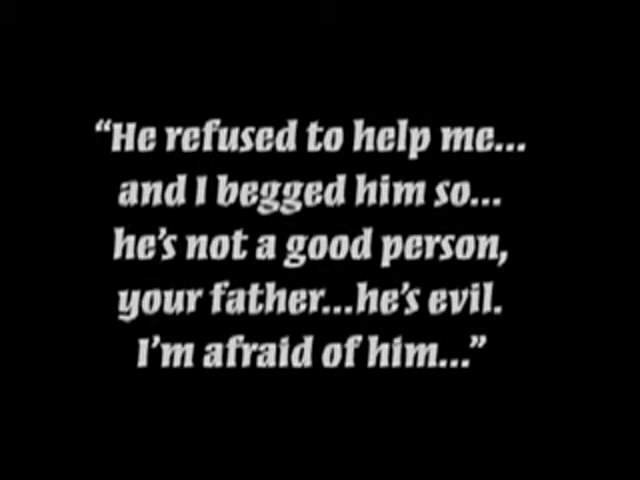 “He refused to help me...
and I begged him so...
he’s not a good person,
your father...he’s evil.
I’m afraid of him...”